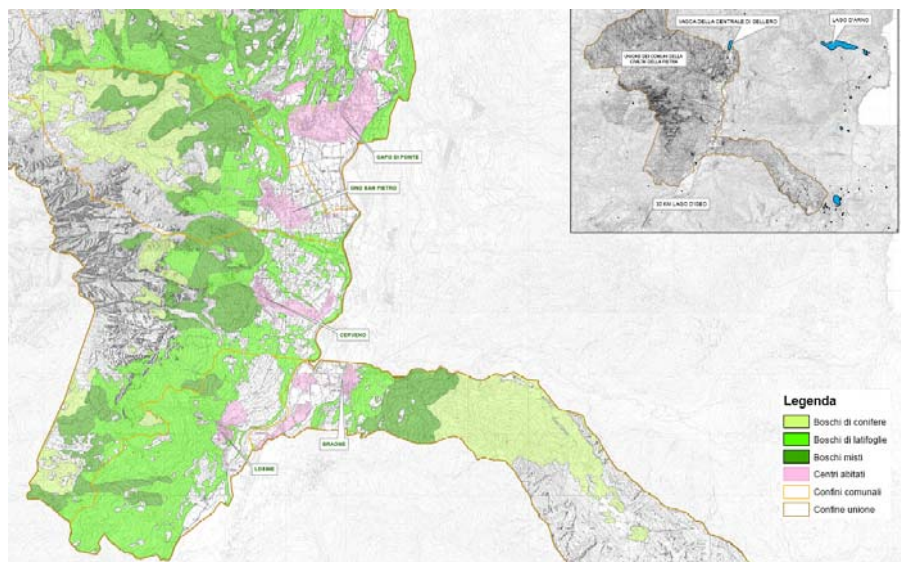 VASCA DELLA CENTRALE DI SELLERO
LAGO D'ARNO
UNIONE DEI COMUNI DELLA
CIVILTÀ DELLA PIETRA
30 KM LAGO D'ISEO
CAPO DI PONTE
ONO SAN PIETRO
CERVENO
BRAONE
LOSINE
Legenda
Boschi di conifere
Boschi di latifoglie
Boschi misti
Centri abitati
Confini comunali
Confine unione